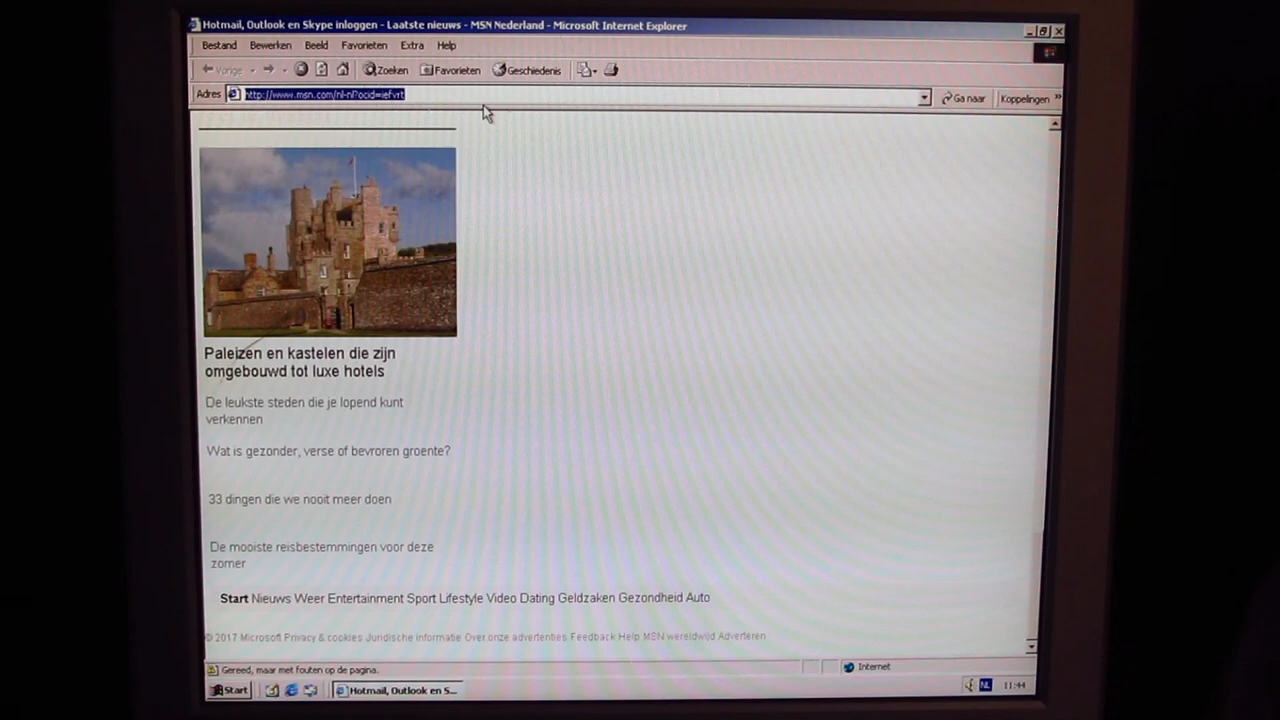 Hotmail, Outlook en Skype inloggen - Laatste nieuws - MSN Nederland - Microsoft Internet Explorer
Bestand Bewerken Beeld Favorieten Extra Help
Vorige Zoeken Favorieten Geschiedenis
Adres http://www.msn.com/nl-nl?ocid=iefvrt Ga naar Koppelingen »
Paleizen en kastelen die zijn
omgebouwd tot luxe hotels
De leukste steden die je lopend kunt
verkennen
Wat is gezonder, verse of bevroren groente?
33 dingen die we nooit meer doen
De mooiste reisbestemmingen voor deze
zomer
Start Nieuws Weer Entertainment Sport Lifestyle Video Dating Geldzaken Gezondheid Auto
© 2017 Microsoft Privacy & cookies Juridische informatie Over onze advertenties Feedback Help MSN wereldwijd Adverteren
Gereed, maar met fouten op de pagina. Internet
Start Hotmail, Outlook en S... NL 11:44